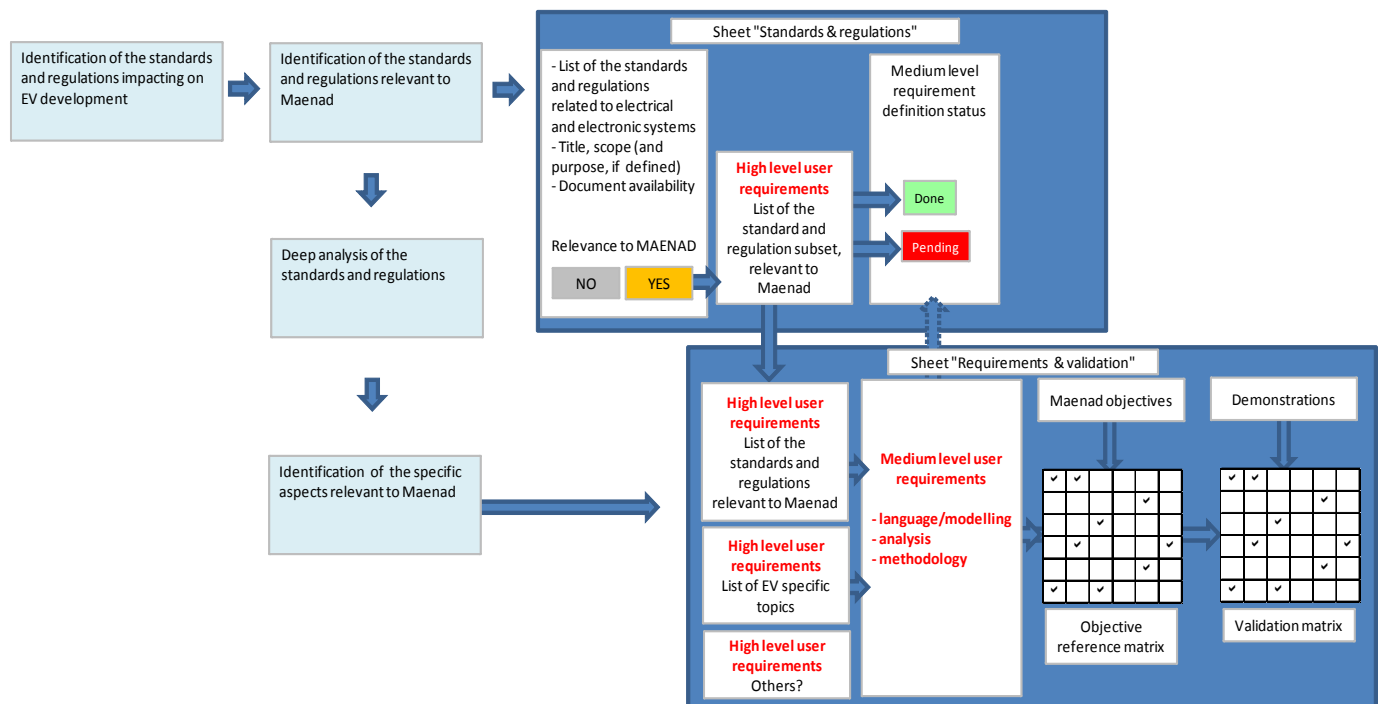 Identification of the standards
and regulations impacting on
EV development
Identification of the standards
and regulations relevant to
Maenad
Deep analysis of the
standards and regulations
Identification of the specific
aspects relevant to Maenad
Sheet "Standards & regulations"
- List of the standards
and regulations
related to electrical
and electronic systems
- Title, scope (and
purpose, if defined)
- Document availability
Relevance to MAENAD
NO
YES
High level user
requirements
List of the
standard and
regulation subset,
relevant to
Maenad
Medium level
requirement
definition status
Done
Pending
Sheet "Requirements & validation"
High level user
requirements
List of the
standards and
regulations
relevant to Maenad
High level user
requirements
List of EV specific
topics
High level user
requirements
Others?
Medium level user
requirements
- language/modelling
- analysis
- methodology
Maenad objectives
Objective
reference matrix
Demonstrations
Validation matrix